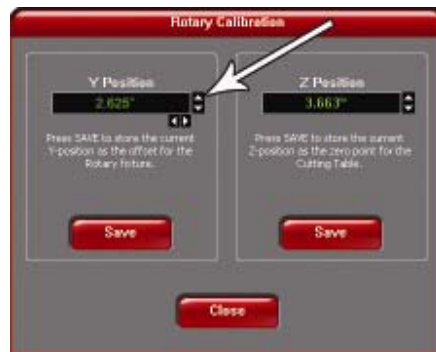 Rotary Calibration
Y Position
2.625"
Press SAVE to store the current
Y-position as the offset for the
Rotary fixture.
Save
Z Position
3.663"
Press SAVE to store the current
Z-position as the zero point for the
Cutting Table.
Save
Close